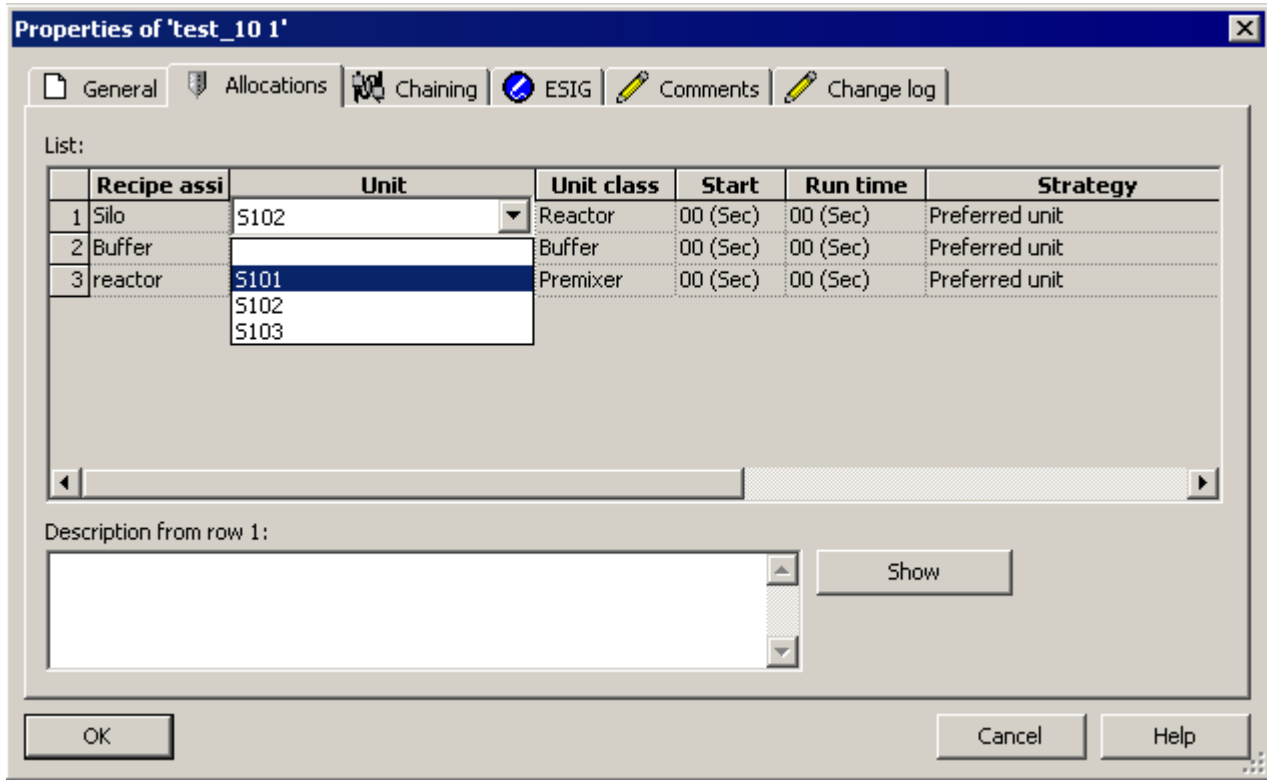 Properties of 'test_10 1'
General Allocations Chaining ESIG Comments Change log
List:
Recipe assi Unit Unit class Start Run time Strategy
1 Silo S102 Reactor 00 (Sec) 00 (Sec) Preferred unit
2 Buffer Buffer 00 (Sec) 00 (Sec) Preferred unit
3 reactor S101 Premixer 00 (Sec) 00 (Sec) Preferred unit
S102
S103
Description from row 1:
Show
OK Cancel Help